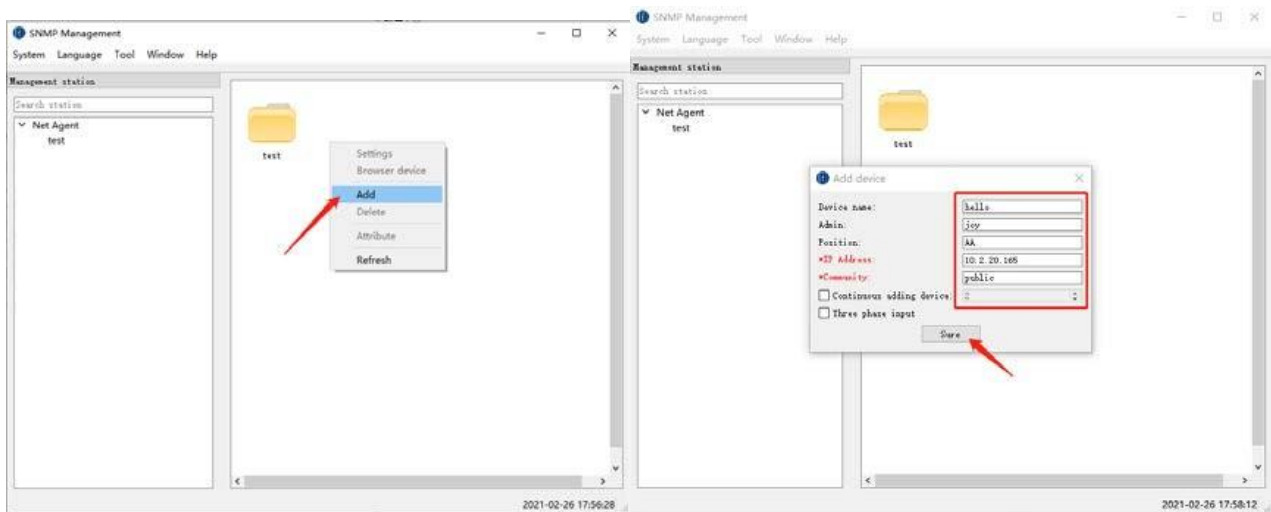 SNMP Management
System Language Tool Window Help
Management station
Search station
Net Agent
test
test
Settings
Browser device
Add
Delete
Attribute
Refresh
2021-02-26 17:56:28
SNMP Management
System Language Tool Window Help
Management station
Search station
Net Agent
test
test
Add device
Device name: hello
Admin: joy
Position: AA
*IP Address: 10.2.20.165
*Community: public
Continuous adding device: 2
Three phase input
Sure
2021-02-26 17:58:12